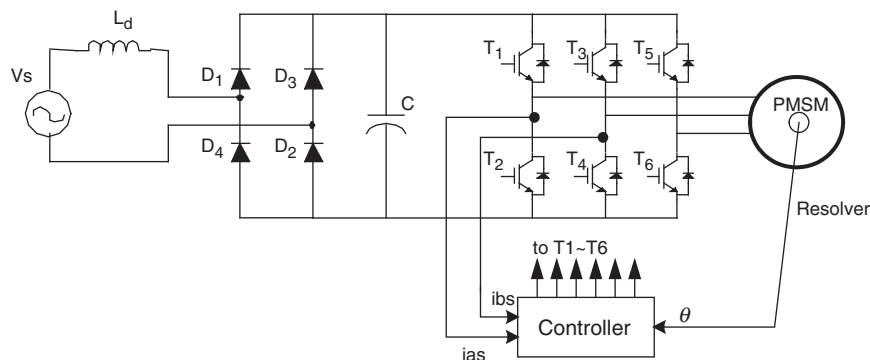 L_d
Vs
D_1
D_3
D_4
D_2
C
T_1
T_3
T_5
T_2
T_4
T_6
PMSM
Resolver
to T1~T6
ibs
ias
Controller
θ